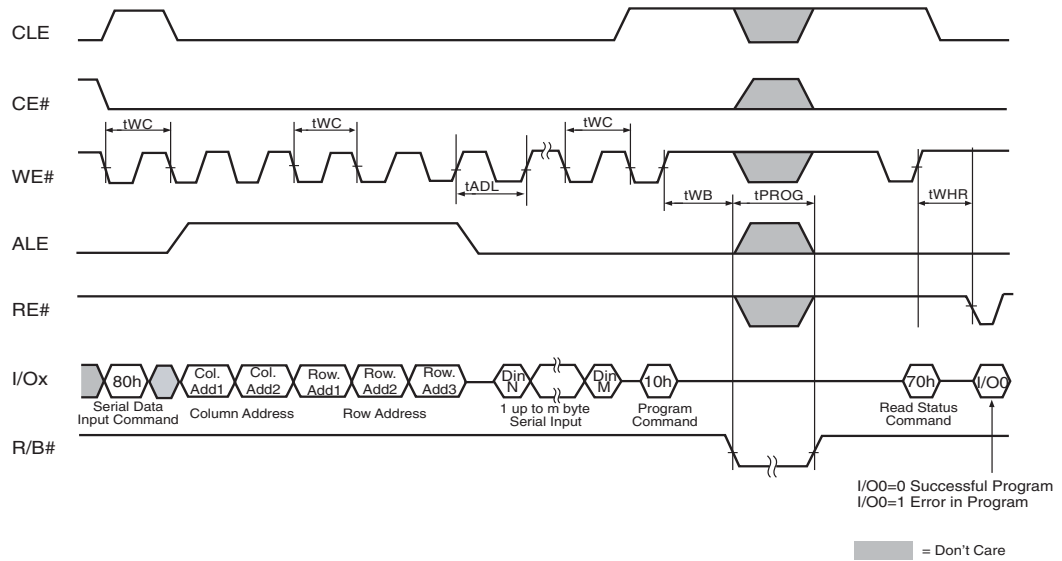 CLE
CE#
tWC
tWC
tWC
WE#
tADL
tWB
tPROG
tWHR
ALE
RE#
I/Ox
80h
Col.
Add1
Col.
Add2
Row.
Add1
Row.
Add2
Row.
Add3
Din
N
Din
M
10h
70h
I/O0
Serial Data
Input Command
Column Address
Row Address
1 up to m byte
Serial Input
Program
Command
Read Status
Command
R/B#
I/O0=0 Successful Program
I/O0=1 Error in Program
= Don't Care